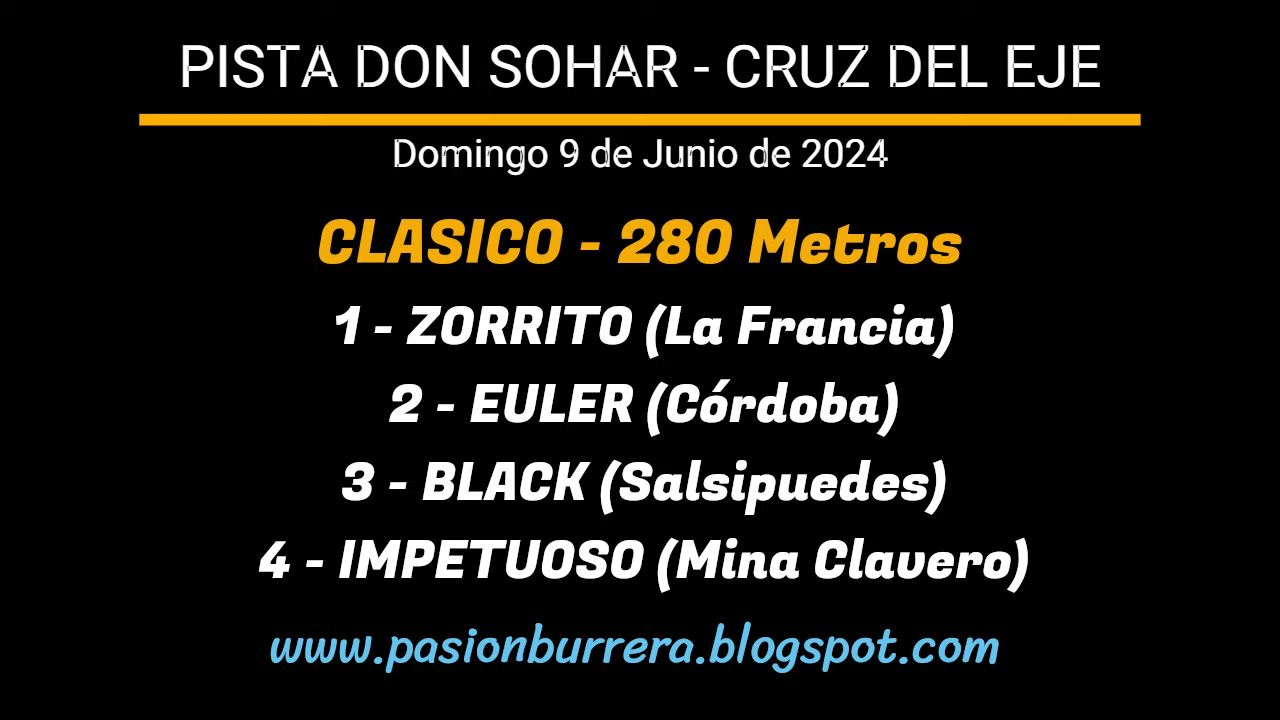 PISTA DON SOHAR - CRUZ DEL EJE
Domingo 9 de Junio de 2024
CLASICO - 280 Metros
1 - ZORRITO (La Francia)
2 - EULER (Córdoba)
3 - BLACK (Salsipuedes)
4 - IMPETUOSO (Mina Clavero)
www.pasionburrera.blogspot.com